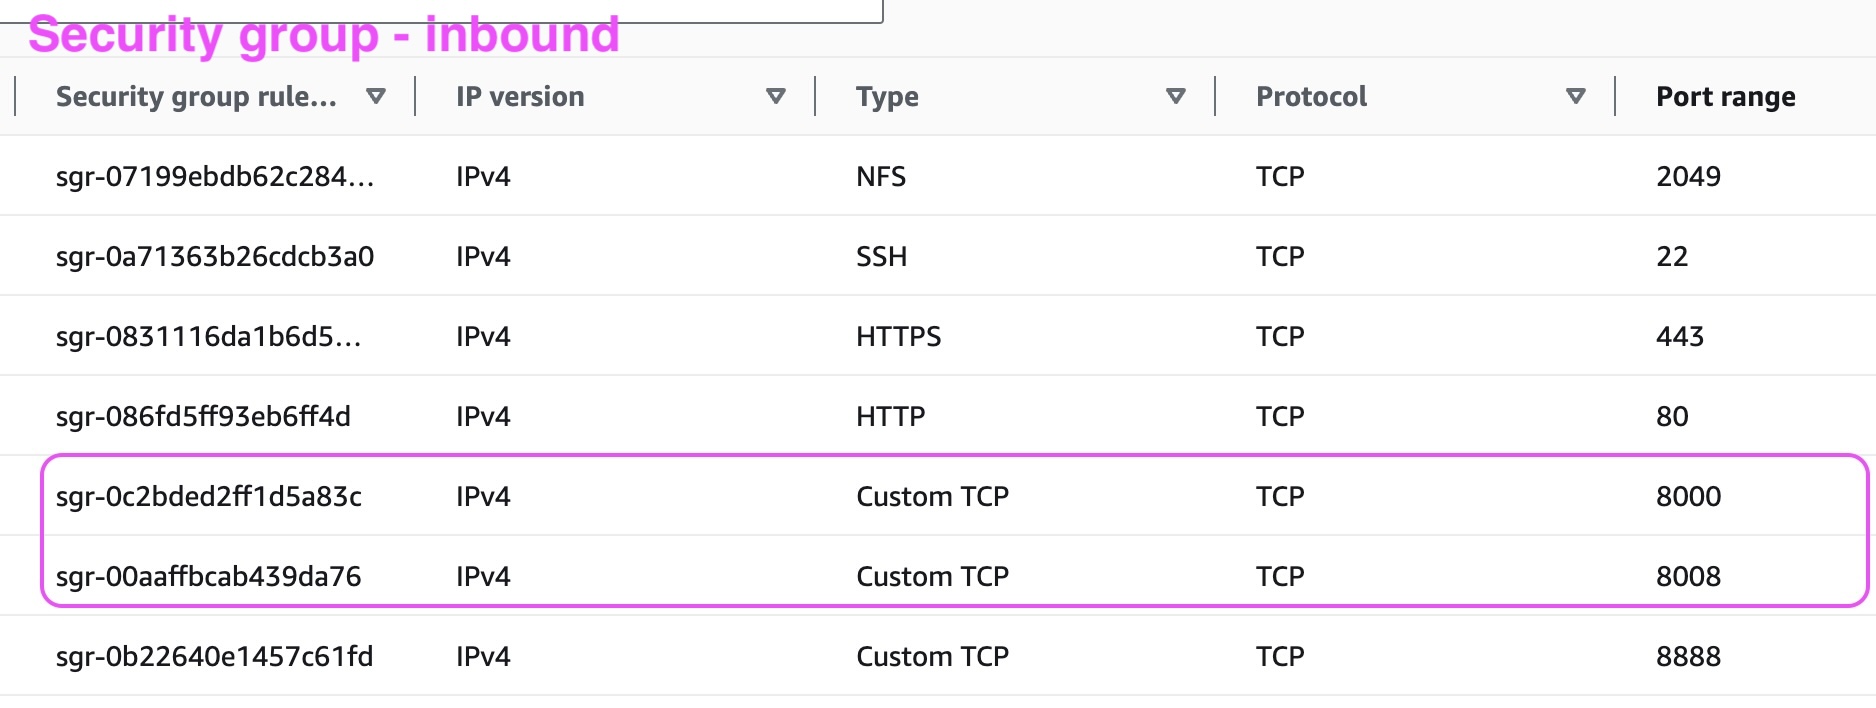 Security group - inbound
Security group rule... IP version Type Protocol Port range
sgr-07199ebdb62c284... IPv4 NFS TCP 2049
sgr-0a71363b26cdcb3a0 IPv4 SSH TCP 22
sgr-0831116da1b6d5... IPv4 HTTPS TCP 443
sgr-086fd5ff93eb6ff4d IPv4 HTTP TCP 80
sgr-0c2bded2ff1d5a83c IPv4 Custom TCP TCP 8000
sgr-00aaffbcab439da76 IPv4 Custom TCP TCP 8008
sgr-0b22640e1457c61fd IPv4 Custom TCP TCP 8888